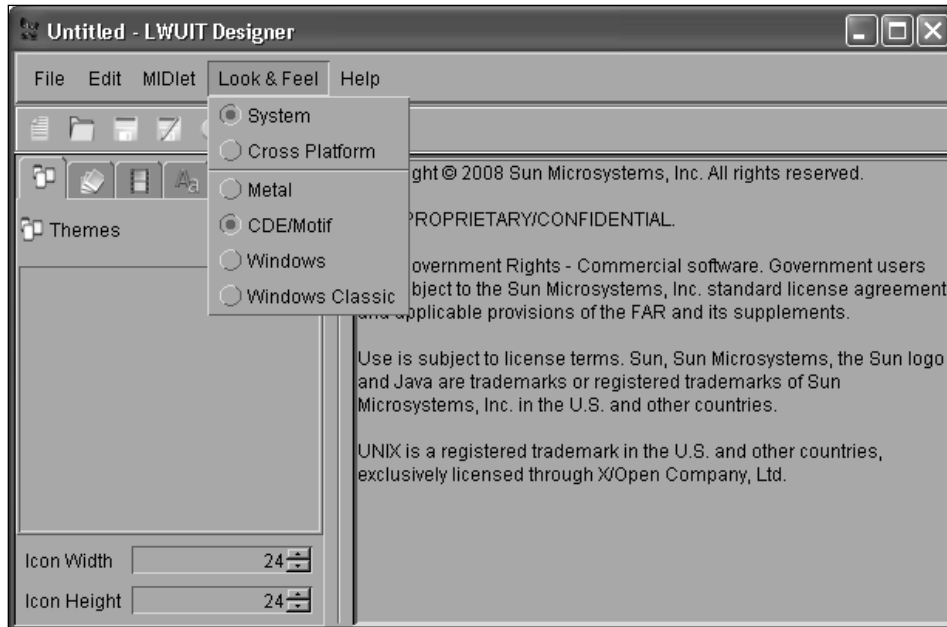 Untitled - LWUIT Designer
File Edit MIDlet Look & Feel Help
System
Cross Platform
Metal
CDE/Motif
Windows
Windows Classic
Aa
Themes
Icon Width 24
Icon Height 24
ght © 2008 Sun Microsystems, Inc. All rights reserved.
PROPRIETARY/CONFIDENTIAL.
overnment Rights - Commercial software. Government users
bject to the Sun Microsystems, Inc. standard license agreement
and applicable provisions of the FAR and its supplements.
Use is subject to license terms. Sun, Sun Microsystems, the Sun logo
and Java are trademarks or registered trademarks of Sun
Microsystems, Inc. in the U.S. and other countries.
UNIX is a registered trademark in the U.S. and other countries,
exclusively licensed through X/Open Company, Ltd.